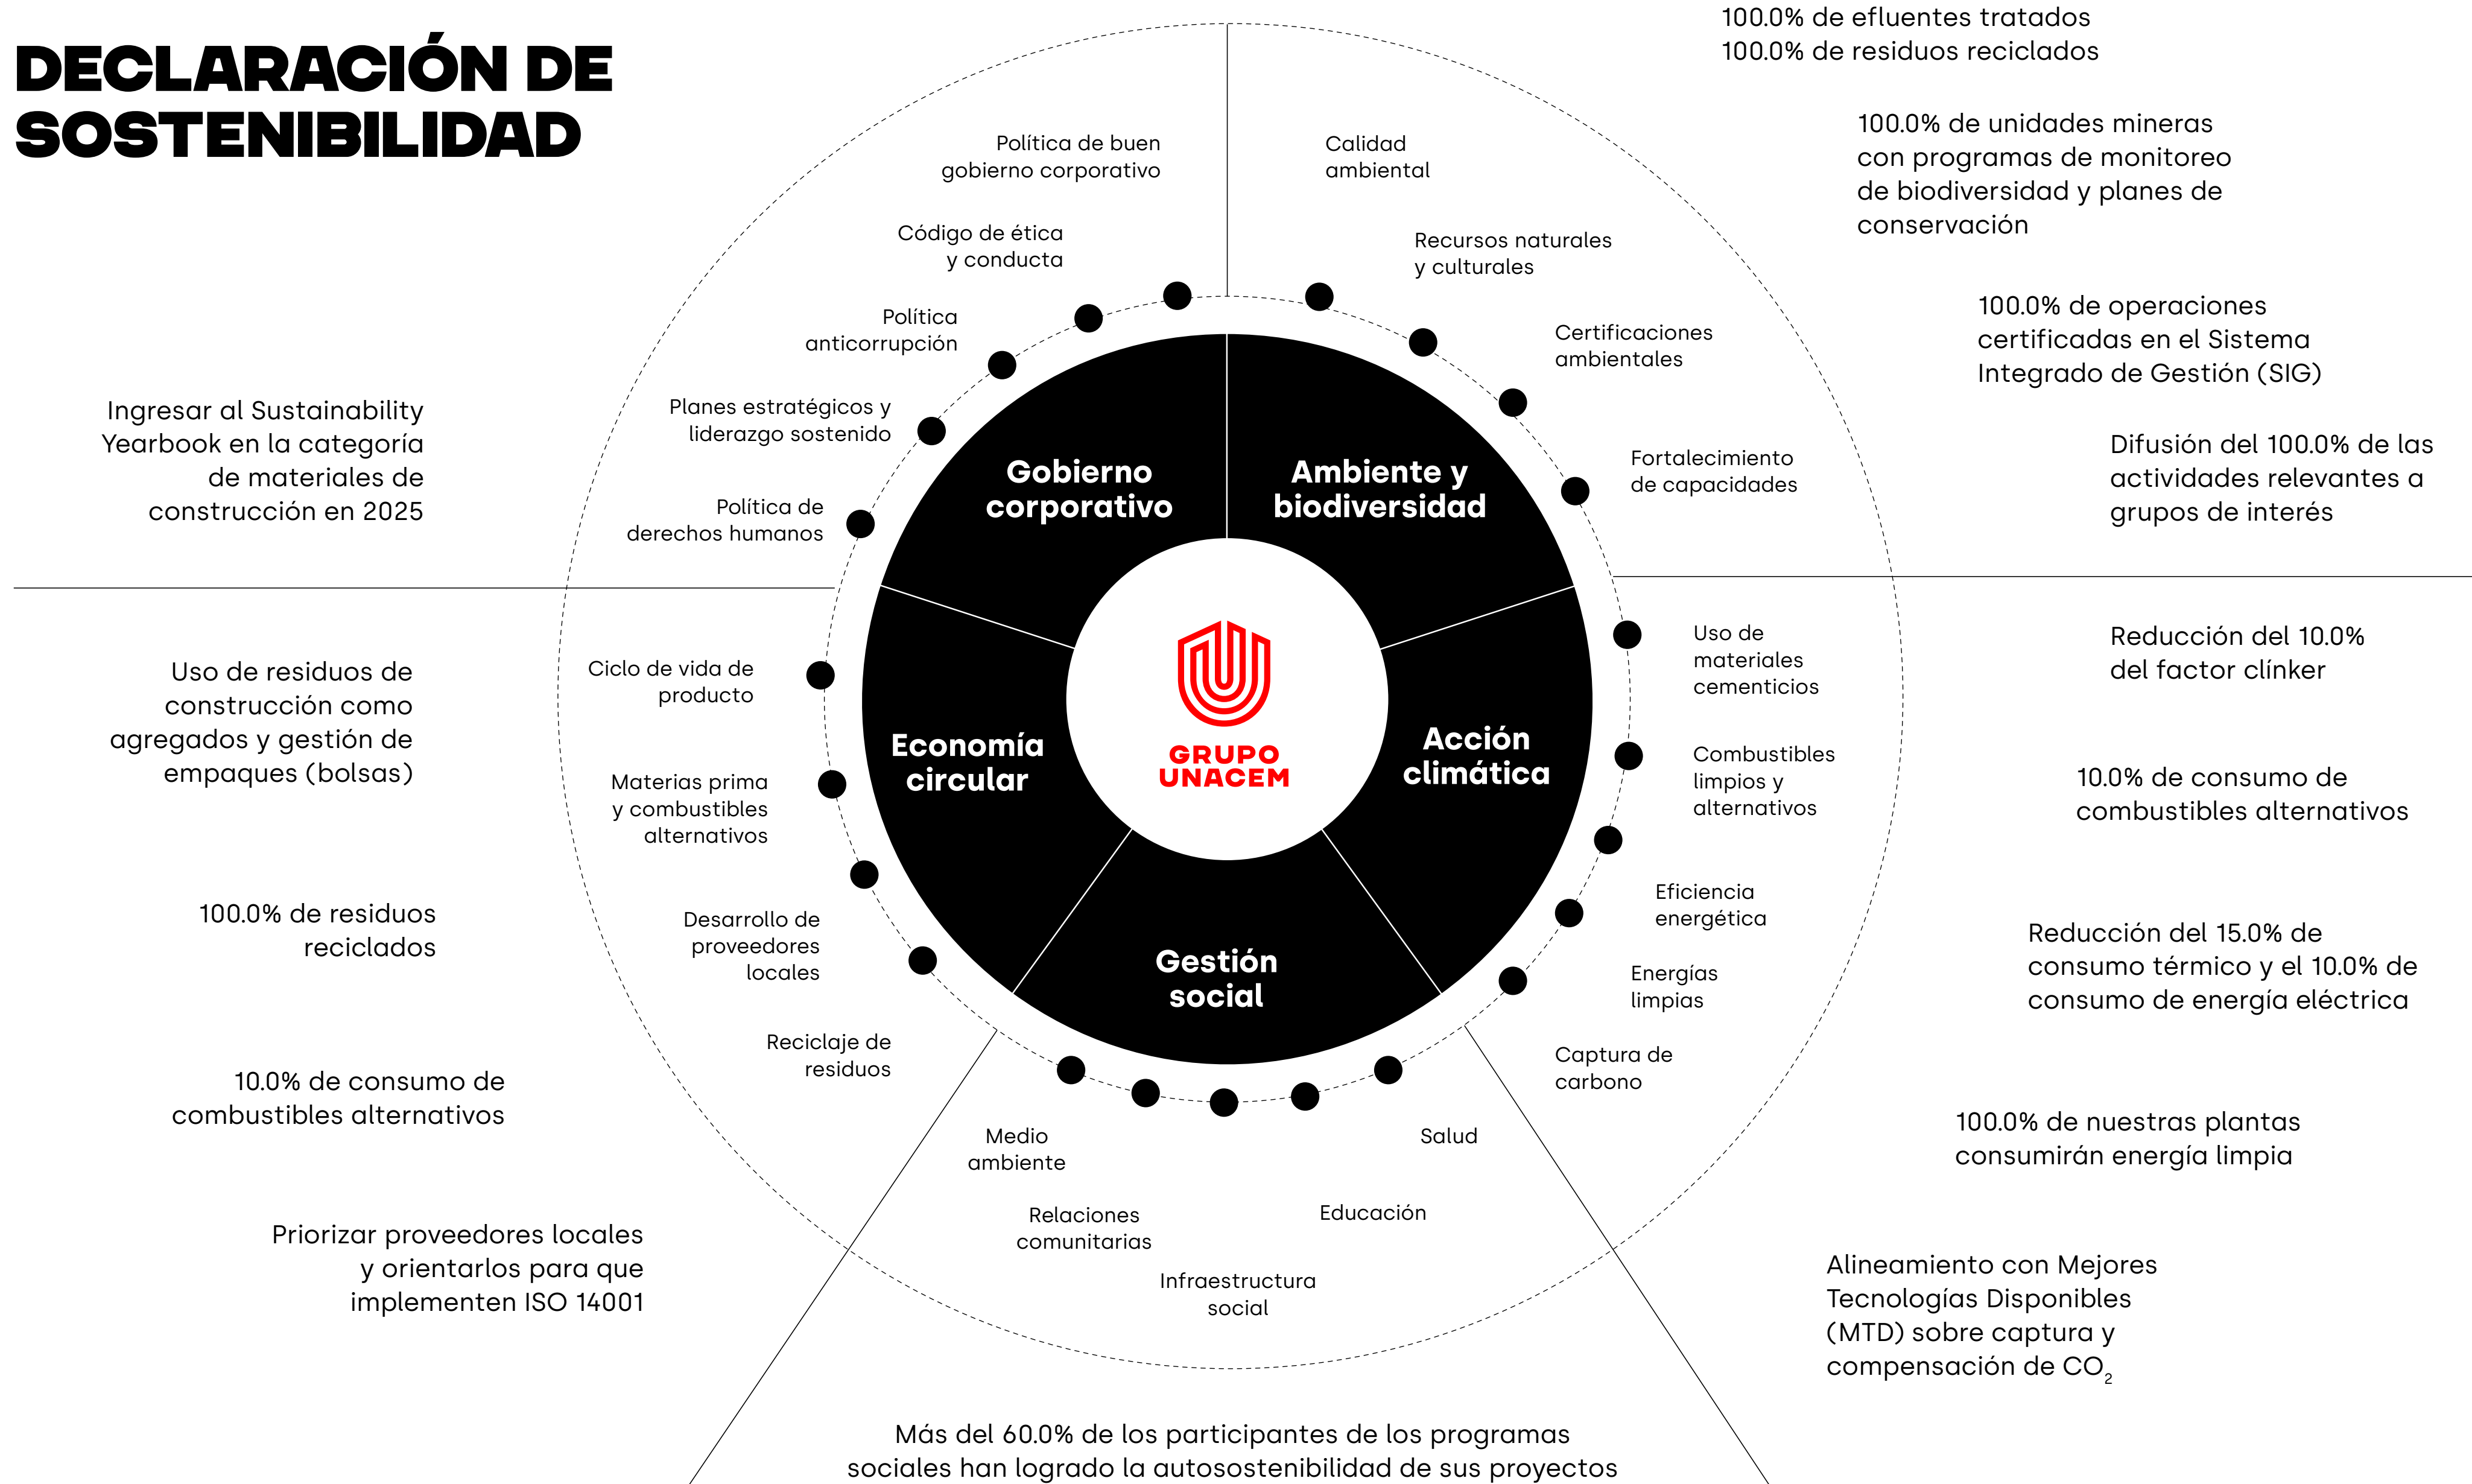 DECLARACIÓN DE
SOSTENIBILIDAD
Política de buen
gobierno corporativo
Código de ética
y conducta
Política
anticorrupción
Planes estratégicos y
liderazgo sostenido
Política de
derechos humanos
Ingresar al Sustainability
Yearbook en la categoría
de materiales de
construcción en 2025
Gobierno
corporativo
Calidad
ambiental
Recursos naturales
y culturales
Certificaciones
ambientales
Fortalecimiento
de capacidades
Ambiente y
biodiversidad
100.0% de efluentes tratados
100.0% de residuos reciclados
100.0% de unidades mineras
con programas de monitoreo
de biodiversidad y planes de
conservación
100.0% de operaciones
certificadas en el Sistema
Integrado de Gestión (SIG)
Difusión del 100.0% de las
actividades relevantes a
grupos de interés
GRUPO
UNACEM
Acción
climática
Uso de
materiales
cementicios
Combustibles
limpios y
alternativos
Eficiencia
energética
Energías
limpias
Captura de
carbono
Reducción del 10.0%
del factor clínker
10.0% de consumo de
combustibles alternativos
Reducción del 15.0% de
consumo térmico y el 10.0% de
consumo de energía eléctrica
100.0% de nuestras plantas
consumirán energía limpia
Alineamiento con Mejores
Tecnologías Disponibles
(MTD) sobre captura y
compensación de CO₂
Economía
circular
Ciclo de vida de
producto
Materias prima
y combustibles
alternativos
Desarrollo de
proveedores
locales
Reciclaje de
residuos
Uso de residuos de
construcción como
agregados y gestión de
empaques (bolsas)
100.0% de residuos
reciclados
10.0% de consumo de
combustibles alternativos
Priorizar proveedores locales
y orientarlos para que
implementen ISO 14001
Gestión
social
Medio
ambiente
Relaciones
comunitarias
Infraestructura
social
Educación
Salud
Más del 60.0% de los participantes de los programas
sociales han logrado la autosostenibilidad de sus proyectos